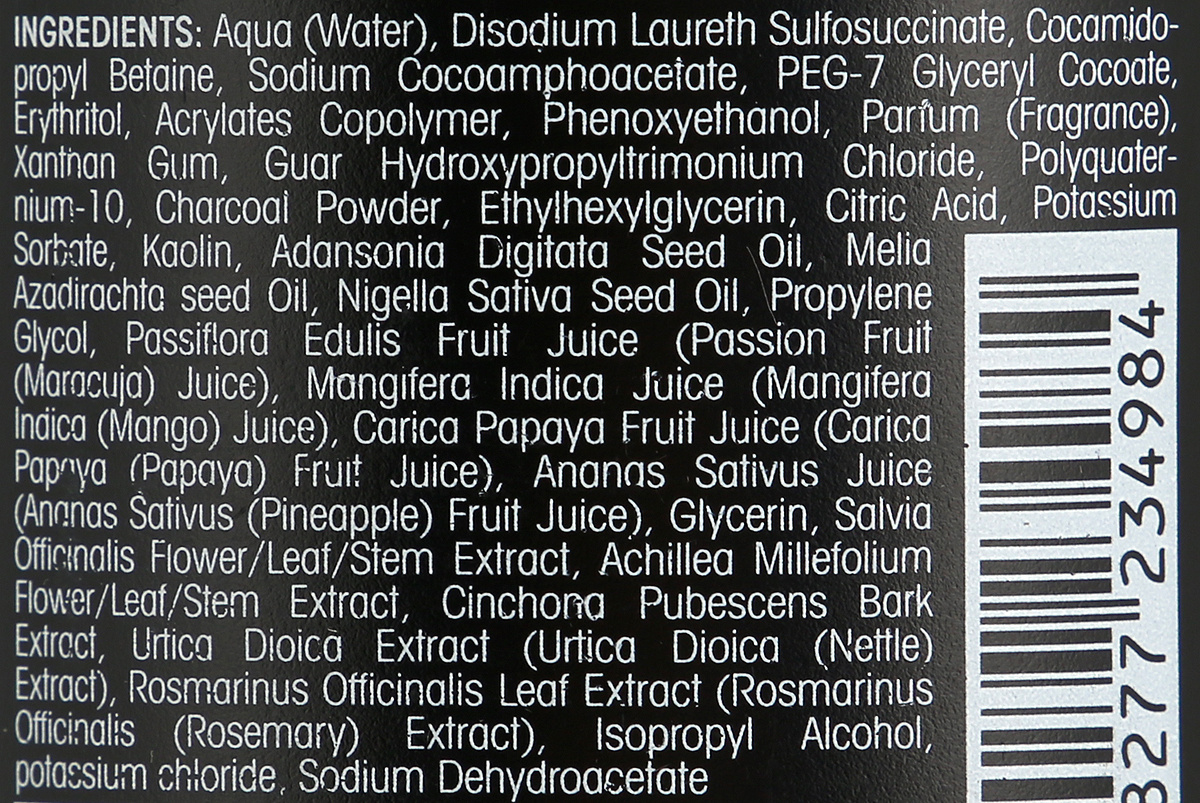 INGREDIENTS: Aqua (Water), Disodium Laureth Sulfosuccinate, Cocamido-
propyl Betaine, Sodium Cocoamphoacetate, PEG-7 Glyceryl Cocoate,
Erythritol, Acrylates Copolymer, Phenoxyethanol, Parfum (Fragrance),
Xanthan Gum, Guar Hydroxypropyltrimonium Chloride, Polyquater-
nium-10, Charcoal Powder, Ethylhexylglycerin, Citric Acid, Potassium
Sorbate, Kaolin, Adansonia Digitata Seed Oil, Melia
Azadirachta seed Oil, Nigella Sativa Seed Oil, Propylene
Glycol, Passiflora Edulis Fruit Juice (Passion Fruit
(Maracuja) Juice), Mangifera Indica Juice (Mangifera
Indica (Mango) Juice), Carica Papaya Fruit Juice (Carica
Papaya (Papaya) Fruit Juice), Ananas Sativus Juice
(Ananas Sativus (Pineapple) Fruit Juice), Glycerin, Salvia
Officinalis Flower/Leaf/Stem Extract, Achillea Millefolium
Flower/Leaf/Stem Extract, Cinchona Pubescens Bark
Extract, Urtica Dioica Extract (Urtica Dioica (Nettle)
Extract), Rosmarinus Officinalis Leaf Extract (Rosmarinus
Officinalis (Rosemary) Extract), Isopropyl Alcohol,
potassium chloride, Sodium Dehydroacetate
8277 234984